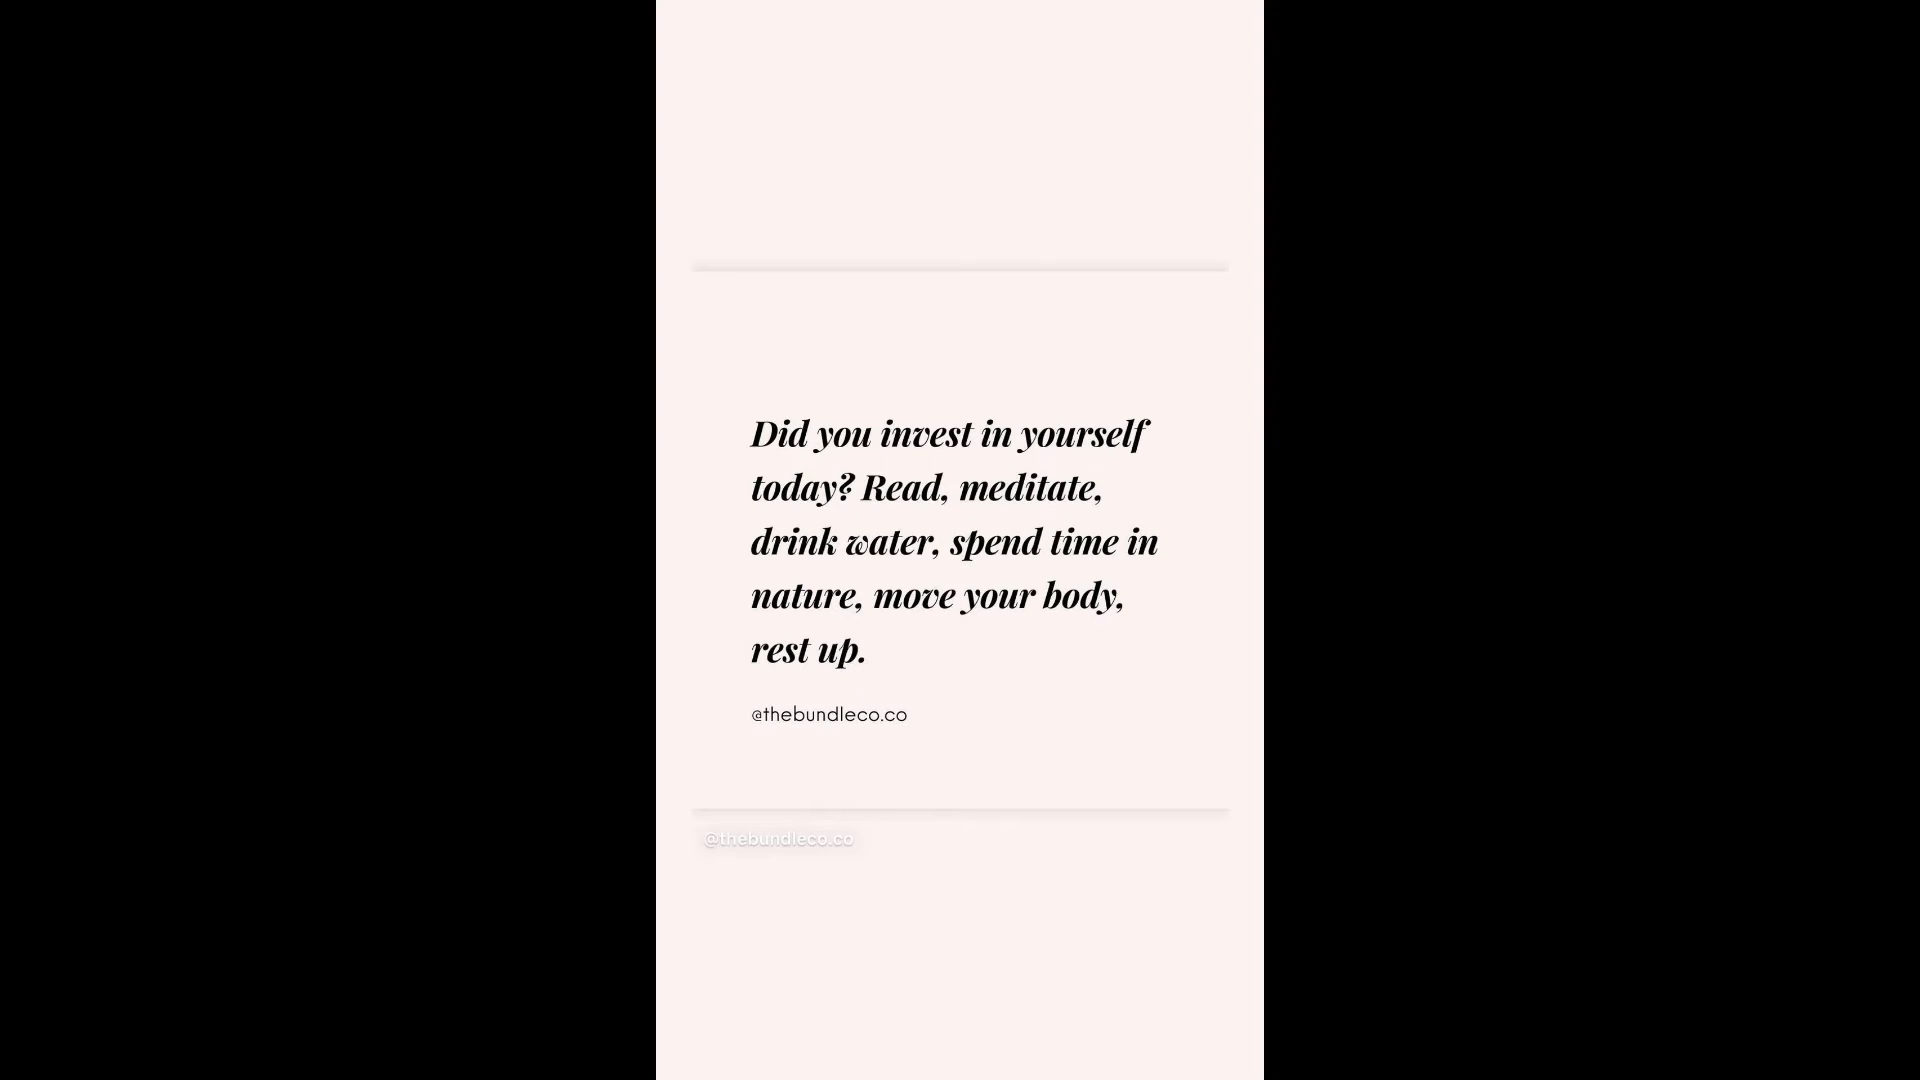 Did you invest in yourself
today? Read, meditate,
drink water, spend time in
nature, move your body,
rest up.
@thebundleco.co
@thebundleco.co